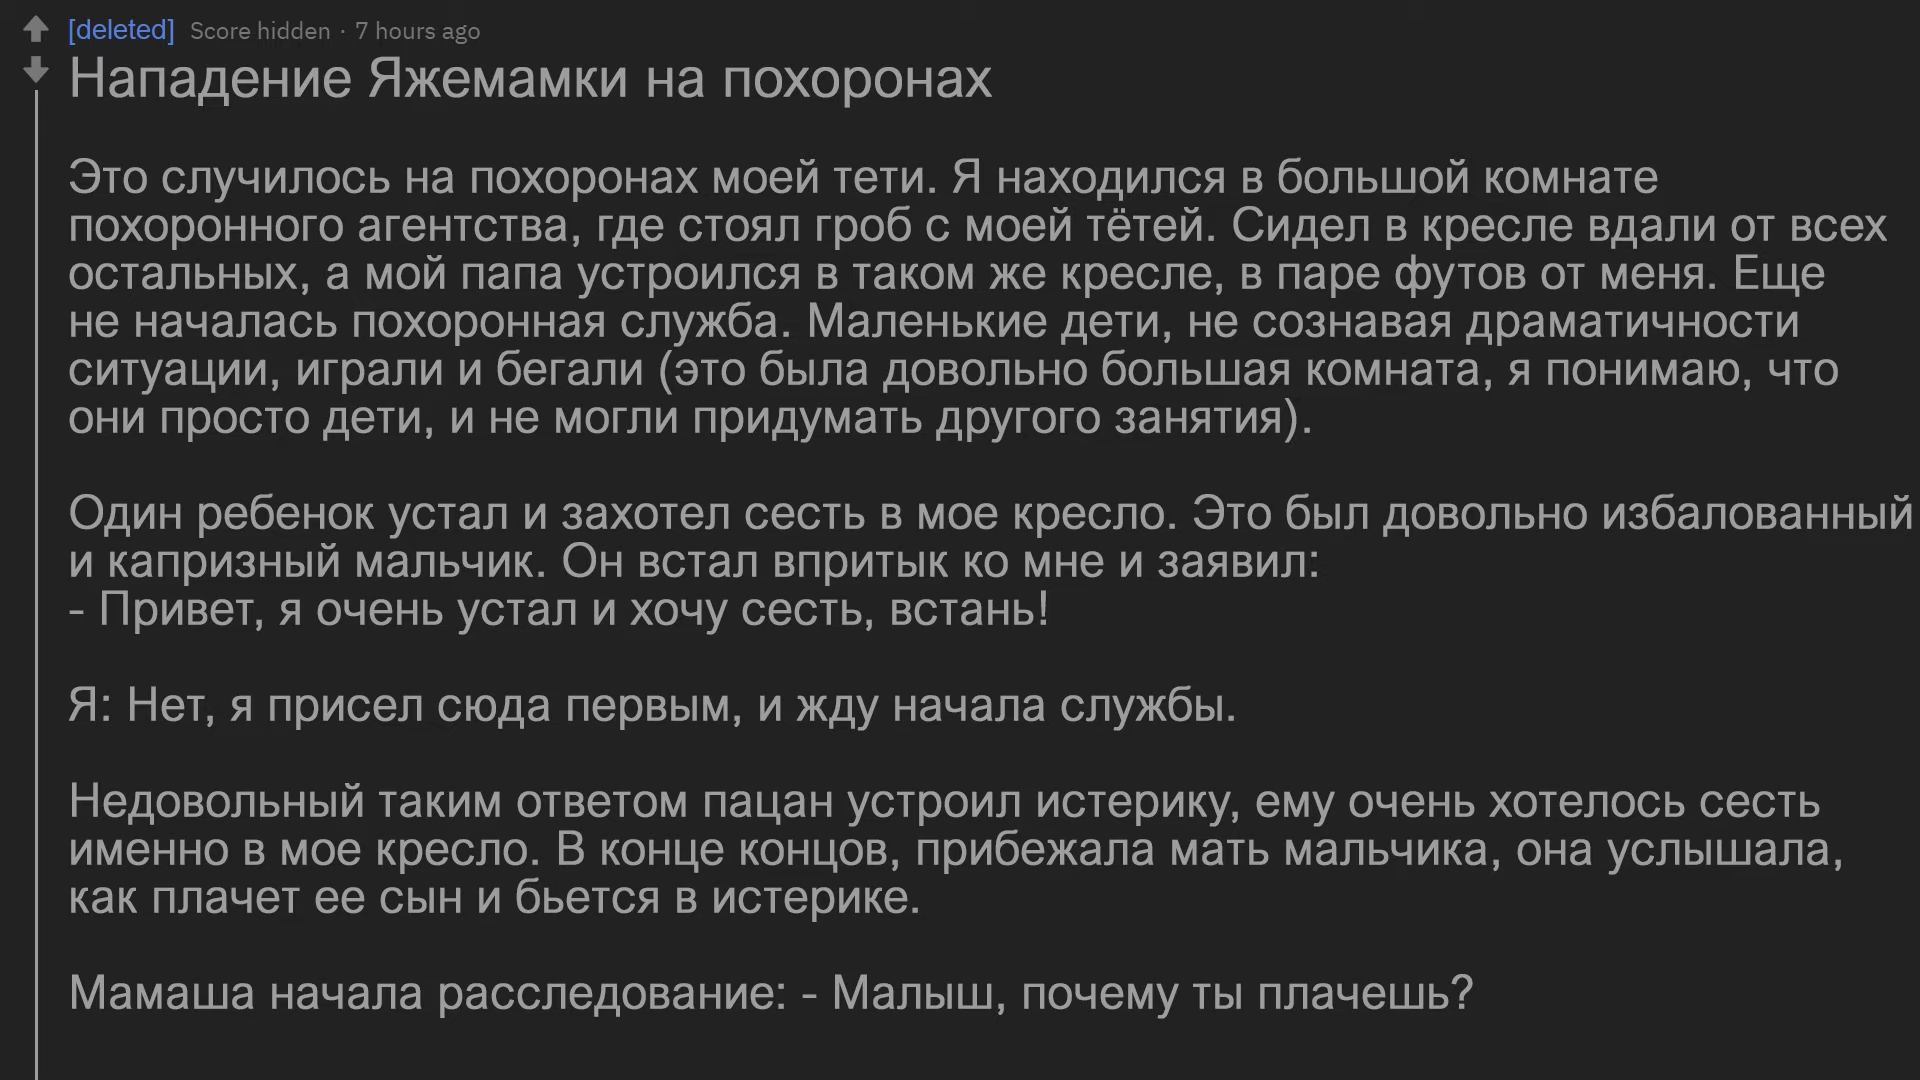 [deleted] Score hidden · 7 hours ago
Нападение Яжемамки на похоронах
Это случилось на похоронах моей тети. Я находился в большой комнате
похоронного агентства, где стоял гроб с моей тётей. Сидел в кресле вдали от всех
остальных, а мой папа устроился в таком же кресле, в паре футов от меня. Еще
не началась похоронная служба. Маленькие дети, не сознавая драматичности
ситуации, играли и бегали (это была довольно большая комната, я понимаю, что
они просто дети, и не могли придумать другого занятия).
Один ребенок устал и захотел сесть в мое кресло. Это был довольно избалованный
и капризный мальчик. Он встал впритык ко мне и заявил:
- Привет, я очень устал и хочу сесть, встань!
Я: Нет, я присел сюда первым, и жду начала службы.
Недовольный таким ответом пацан устроил истерику, ему очень хотелось сесть
именно в мое кресло. В конце концов, прибежала мать мальчика, она услышала,
как плачет ее сын и бьется в истерике.
Мамаша начала расследование: - Малыш, почему ты плачешь?